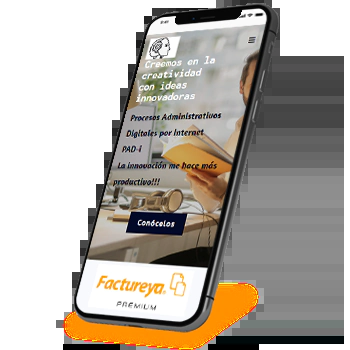 Creemos en la
creatividad
con ideas
innovadoras
Procesos Administrativos
Digitales por Internet
PAD-i
La innovación me hace más
productivo!!!
Conócelos
Factureya
PREMIUM